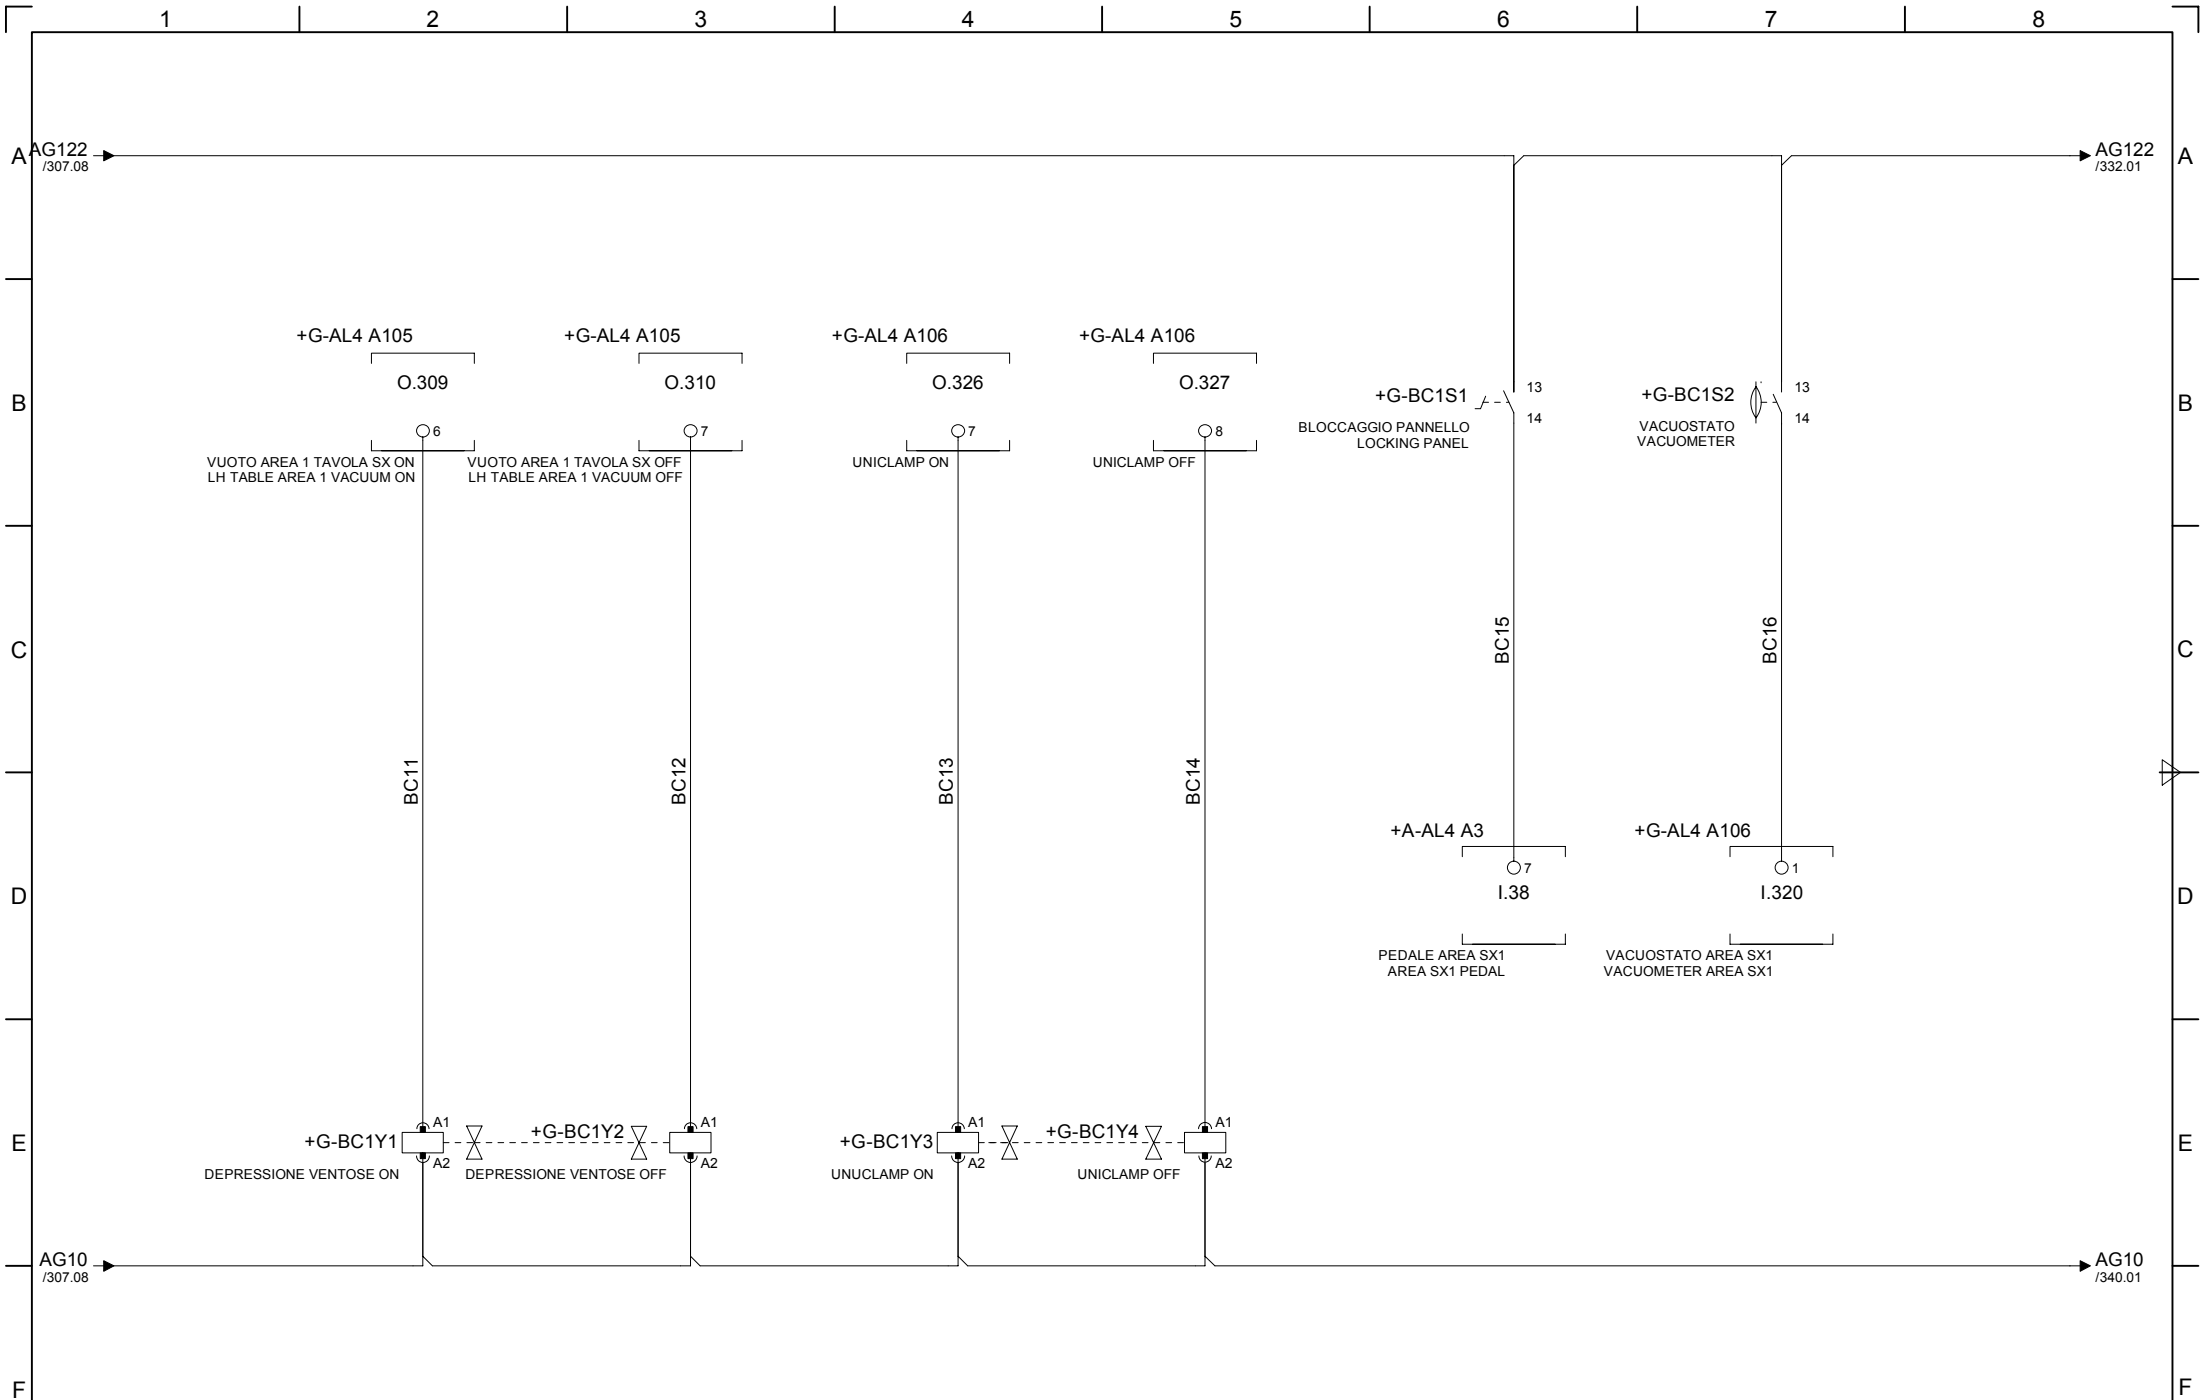 1 2 3 4 5 6 7 8
A AG122 AG122 A
/307.08 /332.01
+G-AL4 A105 +G-AL4 A105 +G-AL4 A106 +G-AL4 A106
O.309 O.310 O.326 O.327
B +G-BC1S1 13 +G-BC1S2 13 B
14 14
BLOCCAGGIO PANNELLO VACUOSTATO
LOCKING PANEL VACUOMETER
6 7 7 8
VUOTO AREA 1 TAVOLA SX ON VUOTO AREA 1 TAVOLA SX OFF UNICLAMP ON UNICLAMP OFF
LH TABLE AREA 1 VACUUM ON LH TABLE AREA 1 VACUUM OFF
C BC15 BC16 C
BC11 BC12 BC13 BC14
+A-AL4 A3 +G-AL4 A106
7 1
D I.38 I.320 D
PEDALE AREA SX1 VACUOSTATO AREA SX1
AREA SX1 PEDAL VACUOMETER AREA SX1
A1 A1 A1 A1
E +G-BC1Y1 +G-BC1Y2 +G-BC1Y3 +G-BC1Y4 E
A2 A2 A2 A2
DEPRESSIONE VENTOSE ON DEPRESSIONE VENTOSE OFF UNUCLAMP ON UNICLAMP OFF
AG10 AG10
/307.08 /340.01
F F